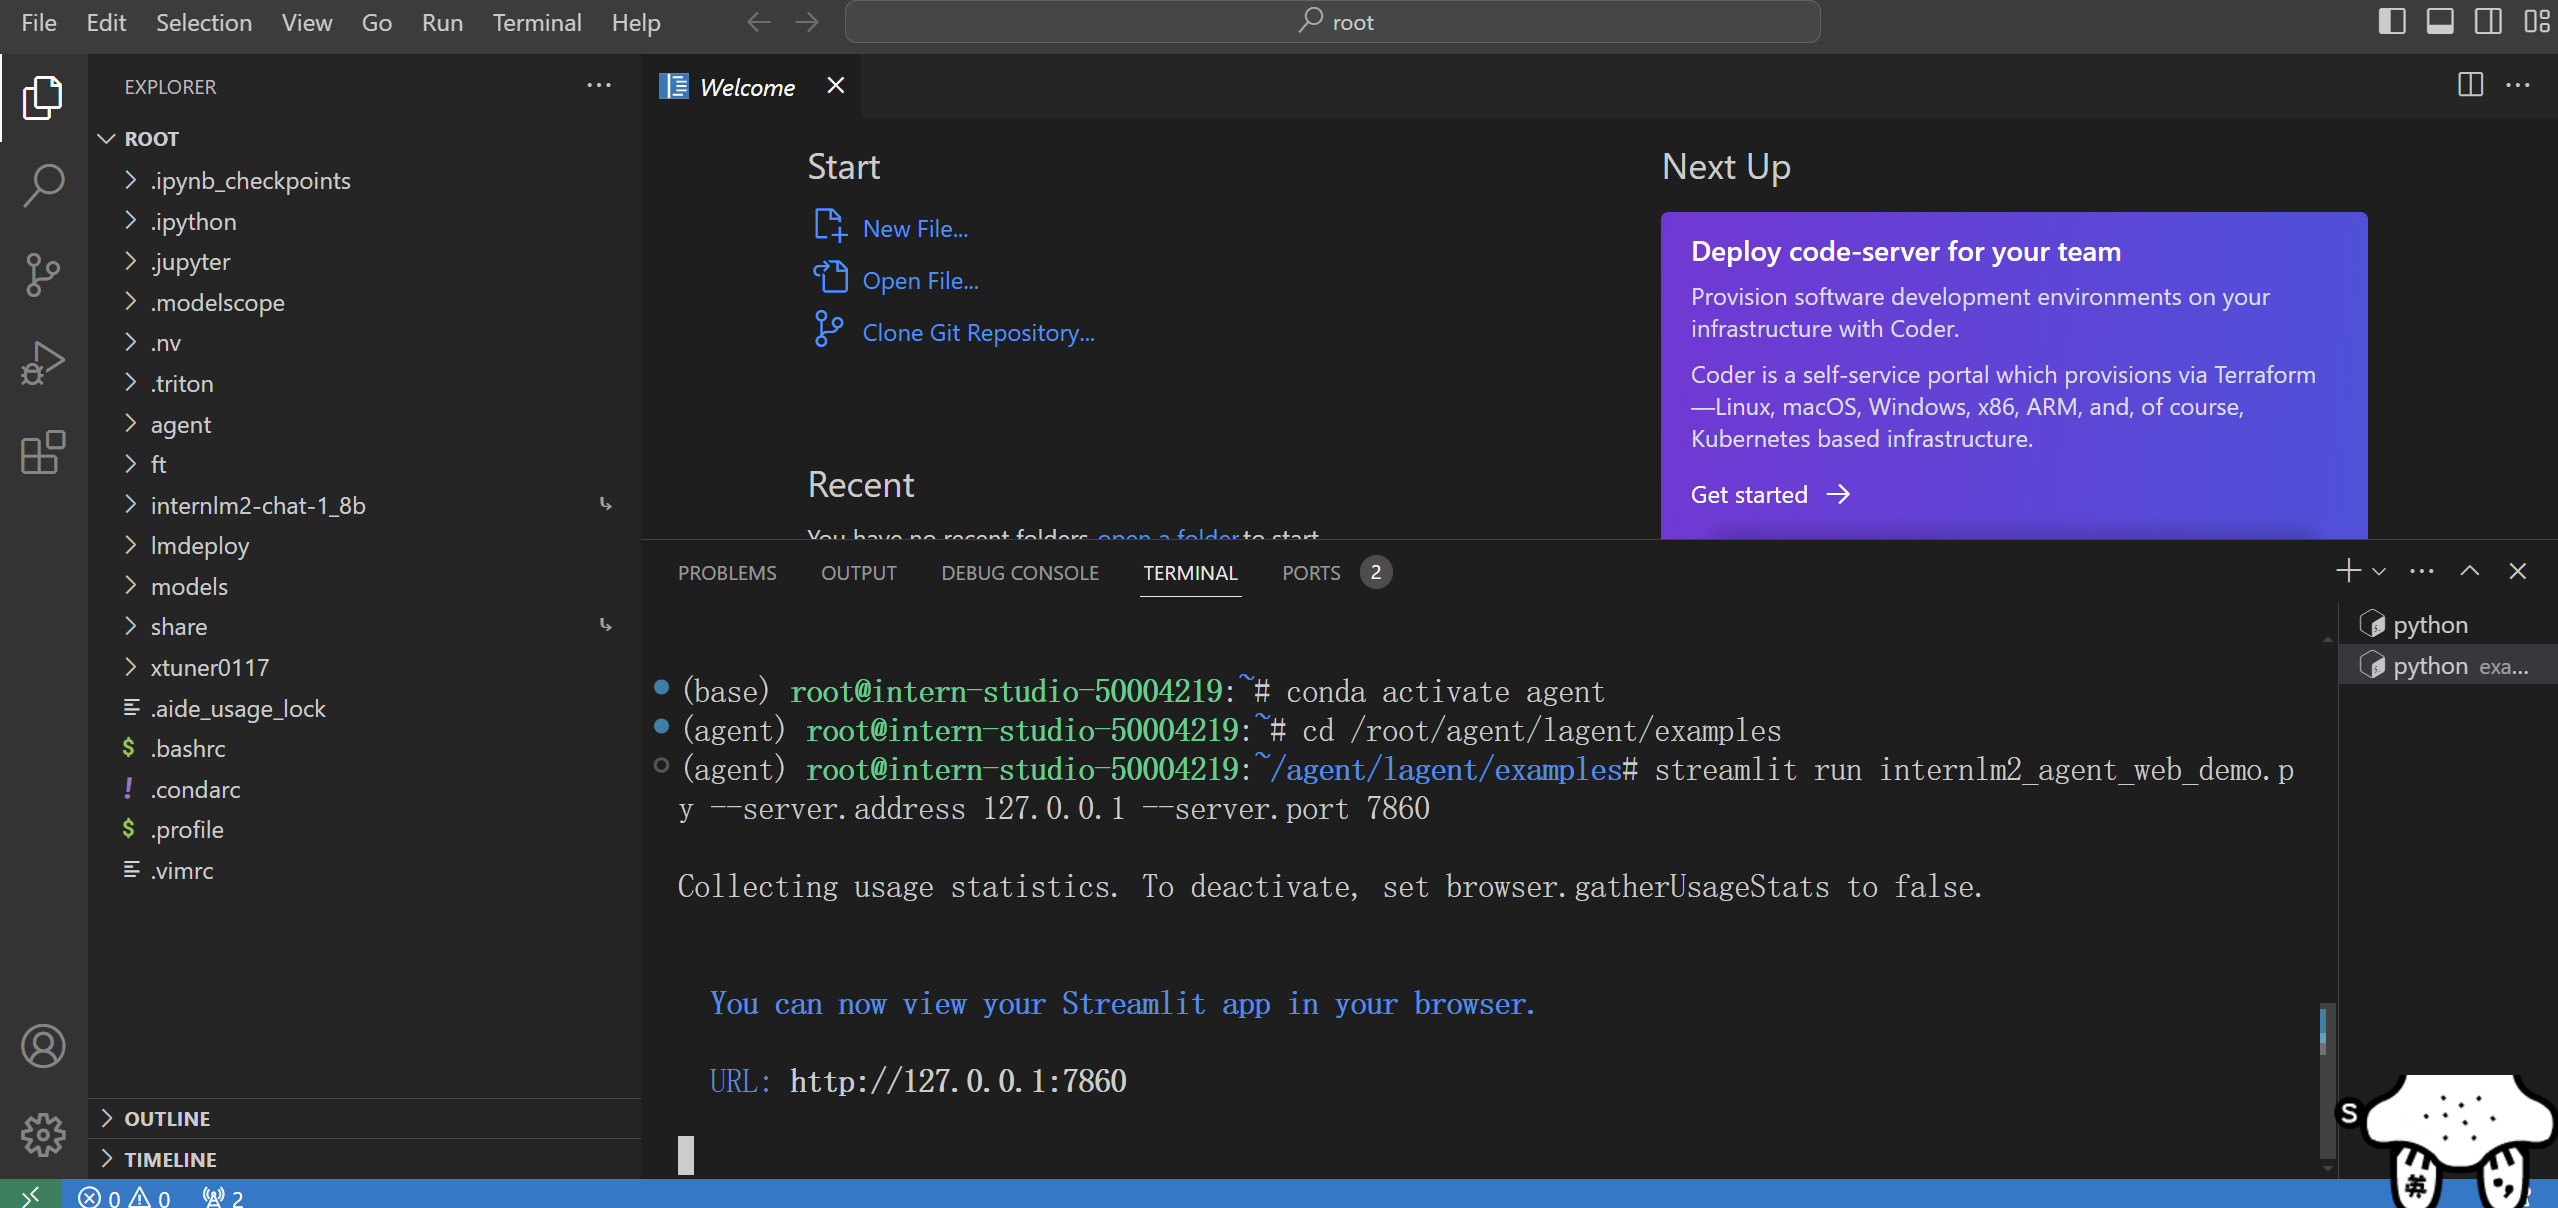 File Edit Selection View Go Run Terminal Help
root
EXPLORER
ROOT
.ipynb_checkpoints
.ipython
.jupyter
.modelscope
.nv
.triton
agent
ft
internlm2-chat-1_8b
lmdeploy
models
share
xtuner0117
.aide_usage_lock
.bashrc
.condarc
.profile
.vimrc
OUTLINE
TIMELINE
Welcome
Start
New File...
Open File...
Clone Git Repository...
Recent
You have no recent folders, open a folder to start
Next Up
Deploy code-server for your team
Provision software development environments on your
infrastructure with Coder.
Coder is a self-service portal which provisions via Terraform
—Linux, macOS, Windows, x86, ARM, and, of course,
Kubernetes based infrastructure.
Get started →
PROBLEMS OUTPUT DEBUG CONSOLE TERMINAL PORTS 2
(base) root@intern-studio-50004219:~# conda activate agent
(agent) root@intern-studio-50004219:~# cd /root/agent/lagent/examples
(agent) root@intern-studio-50004219:~/agent/lagent/examples# streamlit run internlm2_agent_web_demo.p
y --server.address 127.0.0.1 --server.port 7860
Collecting usage statistics. To deactivate, set browser.gatherUsageStats to false.
You can now view your Streamlit app in your browser.
URL: http://127.0.0.1:7860
python
python exa...
S
英
0 0 2